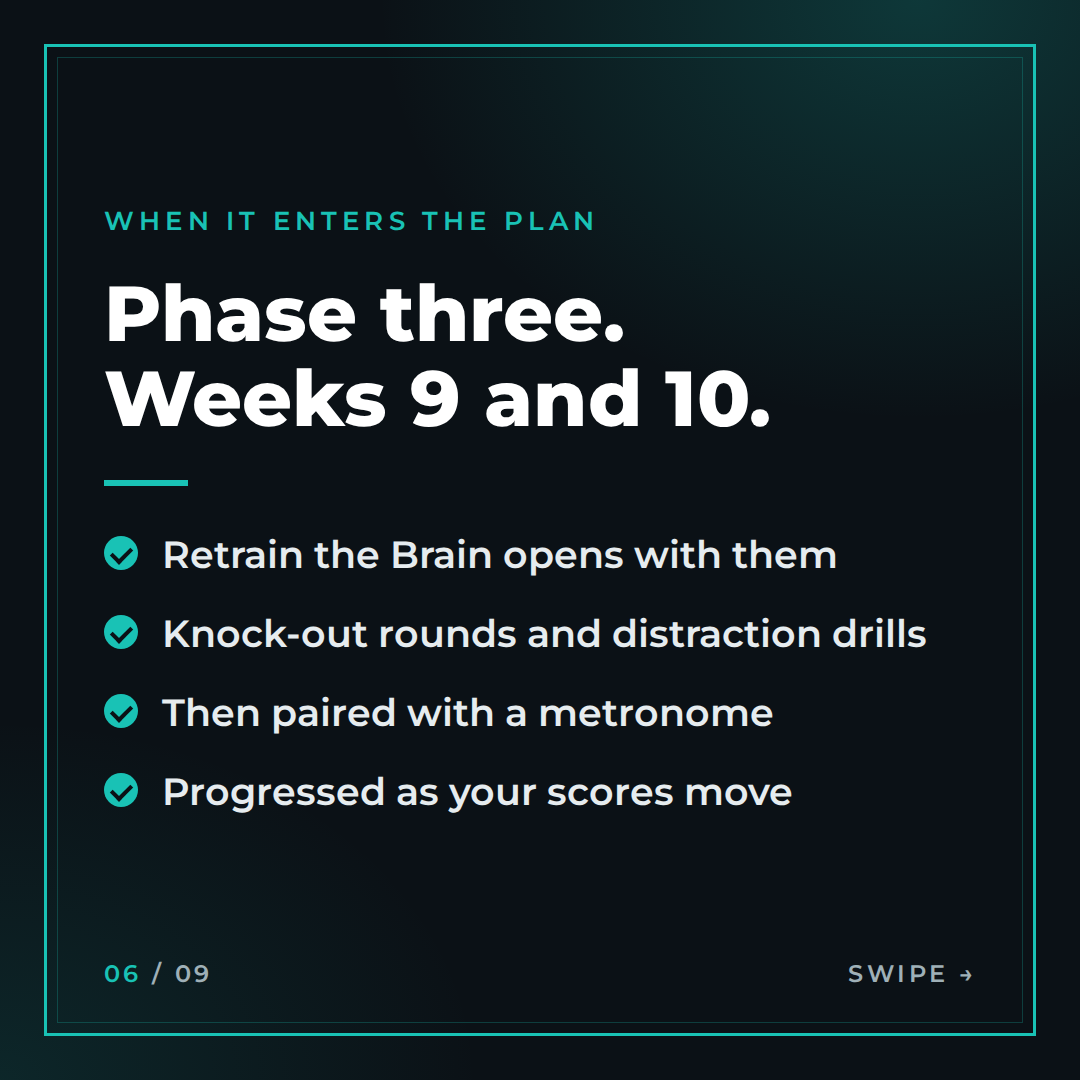 WHEN IT ENTERS THE PLAN
Phase three.
Weeks 9 and 10.
Retrain the Brain opens with them
Knock-out rounds and distraction drills
Then paired with a metronome
Progressed as your scores move
06 / 09
SWIPE →